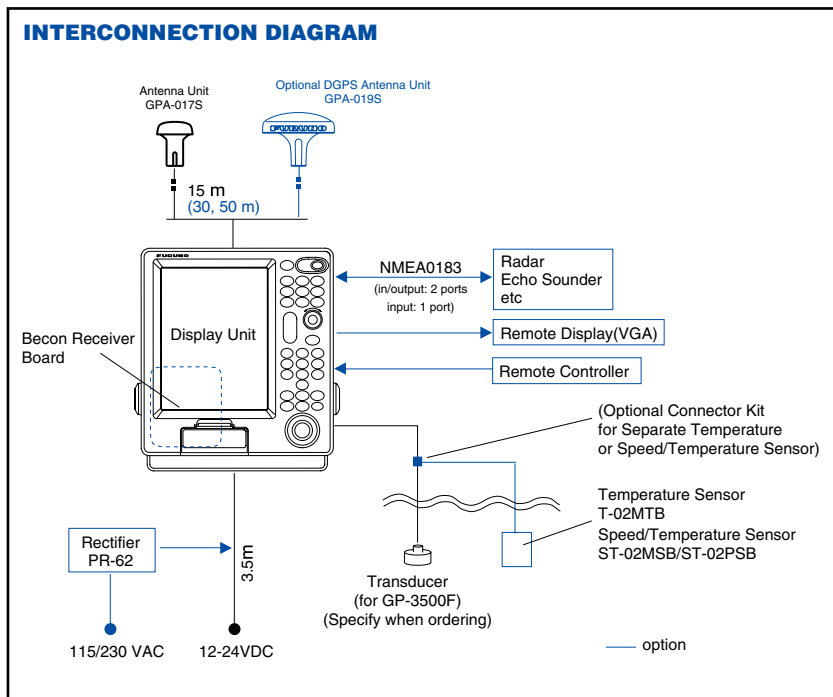 INTERCONNECTION DIAGRAM
Antenna Unit
GPA-017S
Optional DGPS Antenna Unit
GPA-019S
FURUNO
15 m
(30, 50 m)
FURUNO
Display Unit
Becon Receiver
Board
NMEA0183
(in/output: 2 ports
input: 1 port)
Radar
Echo Sounder
etc
Remote Display(VGA)
Remote Controller
(Optional Connector Kit
for Separate Temperature
or Speed/Temperature Sensor)
Temperature Sensor
T-02MTB
Speed/Temperature Sensor
ST-02MSB/ST-02PSB
Rectifier
PR-62
3.5m
Transducer
(for GP-3500F)
(Specify when ordering)
115/230 VAC
12-24VDC
option